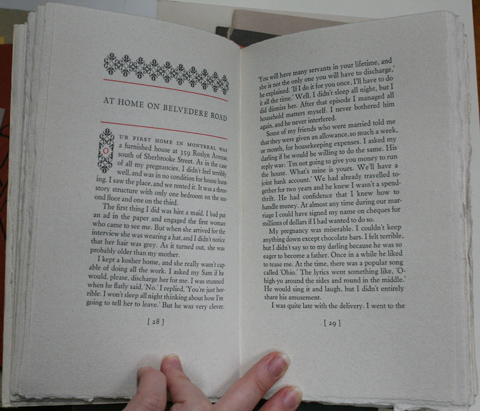 AT HOME ON BELVEDERE ROAD
OUR FIRST HOME IN MONTREAL WAS
a furnished house at 359 Roslyn Avenue
south of Sherbrooke Street. As in the case
of all my pregnancies, I didn't feel terribly
well, and was in no condition for house hunt-
ing. I saw the place, and we rented it. It was a three-
story structure with only one bedroom on the sec-
ond floor and one on the third.
The first thing I did was hire a maid. I had put
an ad in the paper and engaged the first woman
who came to see me. But when she arrived for the
interview she was wearing a hat, and I didn't notice
that her hair was grey. As it turned out, she was
probably older than my mother.
I kept a kosher home, and she really wasn't cap-
able of doing all the work. I asked my Sam if he
would, please, discharge her for me. I was stunned
when he flatly said, 'No.' I replied, 'You're just her-
rible. I won't sleep all night thinking about how I'm
going to tell her to leave.' But he was very clever.
[ 28 ]
'You will have many servants in your lifetime, and
she is not the only one you will have to discharge,'
he explained. 'If I do it for you once, I'll have to do
it all the time.' Well, I didn't sleep all night, but I
did dismiss her. After that episode I managed all
household matters myself. I never bothered him
again, and he never interfered.
Some of my friends who were married told me
that they were given an allowance, so much a week,
or month, for housekeeping expenses. I asked my
darling if he would be willing to do the same. His
reply was: 'I'm not going to give you money to run
the house. What's mine is yours. We'll have a
joint bank account.' We had already travelled to-
gether for two years and he knew I wasn't a spend-
thrift. He had confidence that I knew how to
handle money. At almost any time during our mar-
riage I could have signed my name on cheques for
millions of dollars if I had wanted to do so.
My pregnancy was miserable. I couldn't keep
anything down except chocolate bars. I felt terrible,
but I didn't say so to my darling because he was so
eager to become a father. Once in a while he liked
to tease me. At the time, there was a popular song
called 'Ohio.' The lyrics went something like, 'O-
high-yo around the sides and round in the middle.'
He would sing it and laugh, but I didn't entirely
share his amusement.
I was quite late with the delivery. I went to the
[ 29 ]